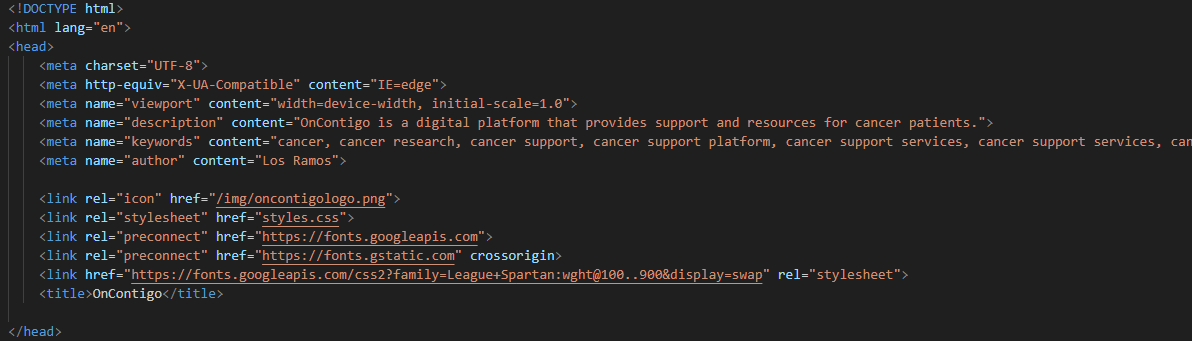 <!DOCTYPE html>
<html lang="en">
<head>
<meta charset="UTF-8">
<meta http-equiv="X-UA-Compatible" content="IE=edge">
<meta name="viewport" content="width=device-width, initial-scale=1.0">
<meta name="description" content="OnContigo is a digital platform that provides support and resources for cancer patients.">
<meta name="keywords" content="cancer, cancer research, cancer support, cancer support platform, cancer support services, cancer support services, can
<meta name="author" content="Los Ramos">
<link rel="icon" href="/img/oncontigologo.png">
<link rel="stylesheet" href="styles.css">
<link rel="preconnect" href="https://fonts.googleapis.com">
<link rel="preconnect" href="https://fonts.gstatic.com" crossorigin>
<link href="https://fonts.googleapis.com/css2?family=League+Spartan:wght@100..900&display=swap" rel="stylesheet">
<title>OnContigo</title>
</head>